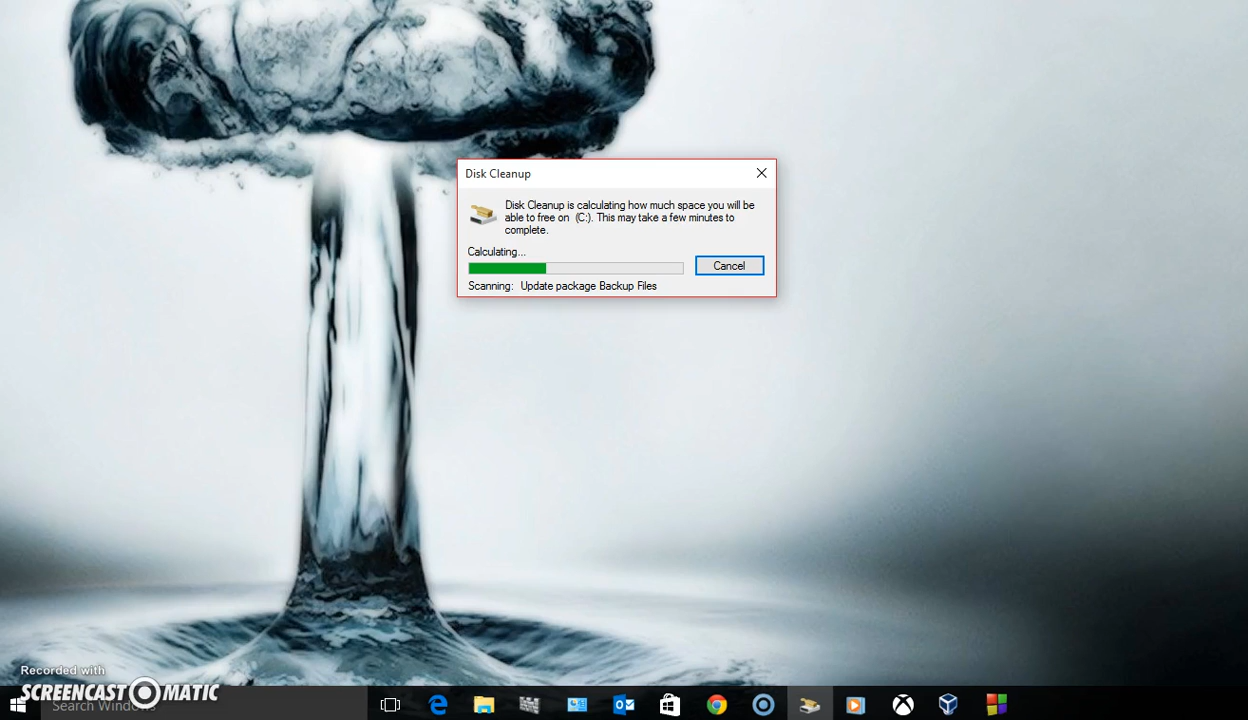 Disk Cleanup
Disk Cleanup is calculating how much space you will be
able to free on  (C:). This may take a few minutes to
complete.
Calculating...
Cancel
Scanning:  Update package Backup Files
Recorded with
SCREENCAST-O-MATIC
Search Windows